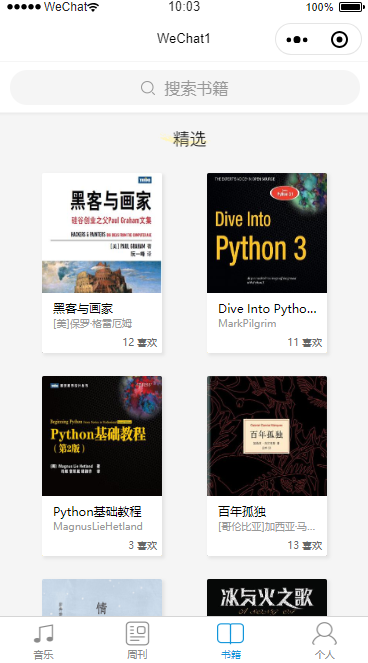 WeChat 10:03 100%
WeChat1
搜索书籍
精选
黑客与画家
硅谷创业之父Paul Graham文集
HACKERS & PAINTERS
[美] PAUL GRAHAM 著
阮一峰 译
Dive Into
Python 3
黑客与画家
[美]保罗·格雷厄姆
12 喜欢
Dive Into Pytho...
MarkPilgrim
11 喜欢
Beginning Python
Python基础教程
(第2版)
[挪] Magnus Lie Hetland 著
百年孤独
Python基础教程
MagnusLieHetland
3 喜欢
百年孤独
[哥伦比亚]加西亚·马...
13 喜欢
情
冰与火之歌
音乐
周刊
书籍
个人